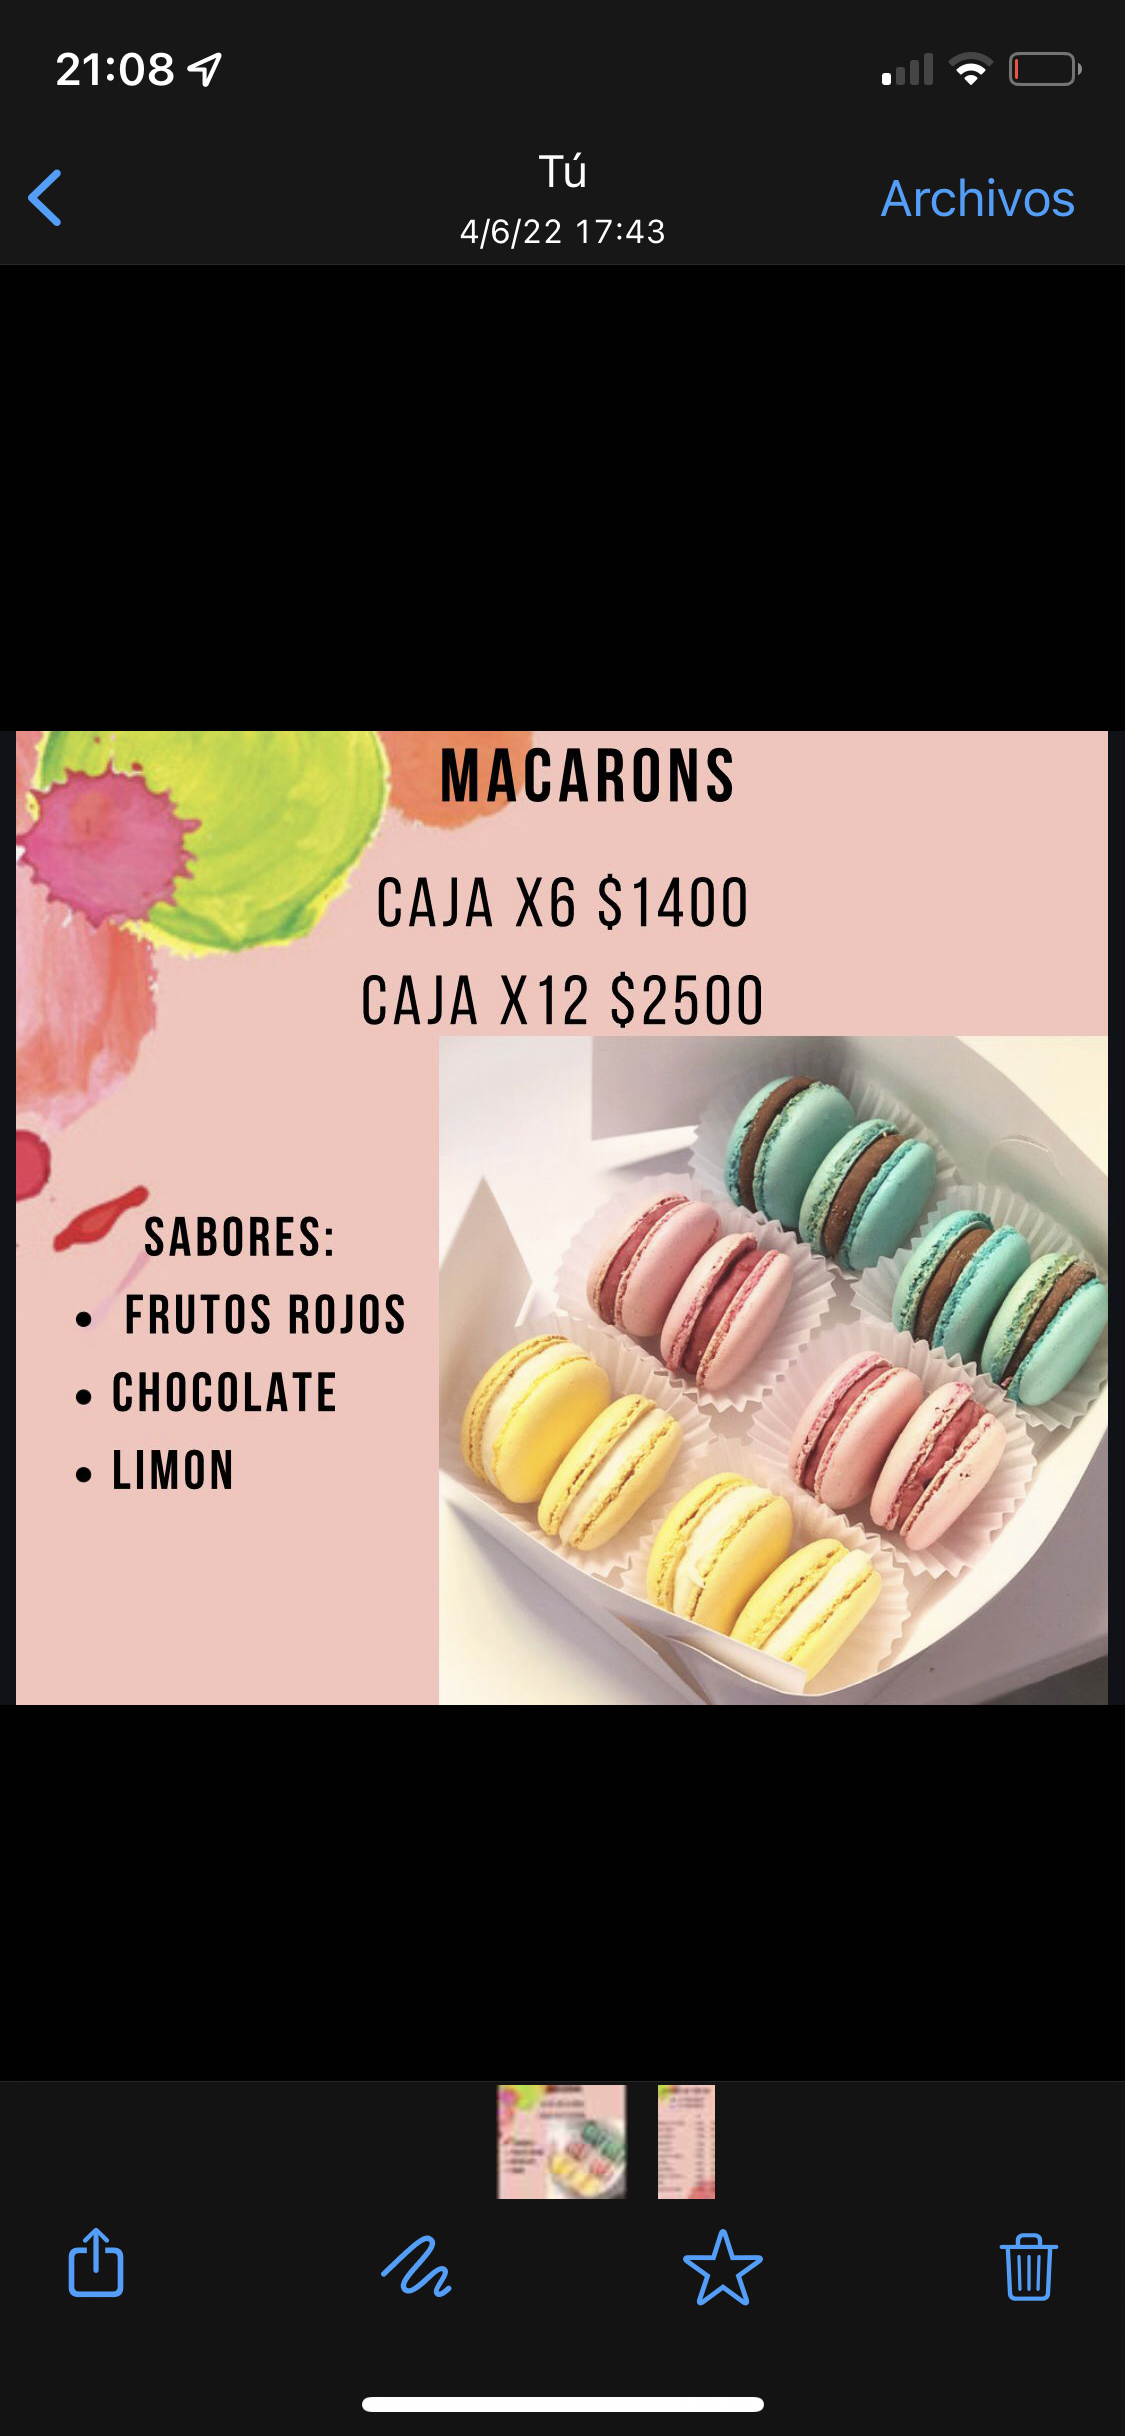 21:08
Tú
4/6/22 17:43
Archivos
MACARONS
CAJA X6 $1400
CAJA X12 $2500
SABORES:
• FRUTOS ROJOS
• CHOCOLATE
• LIMON